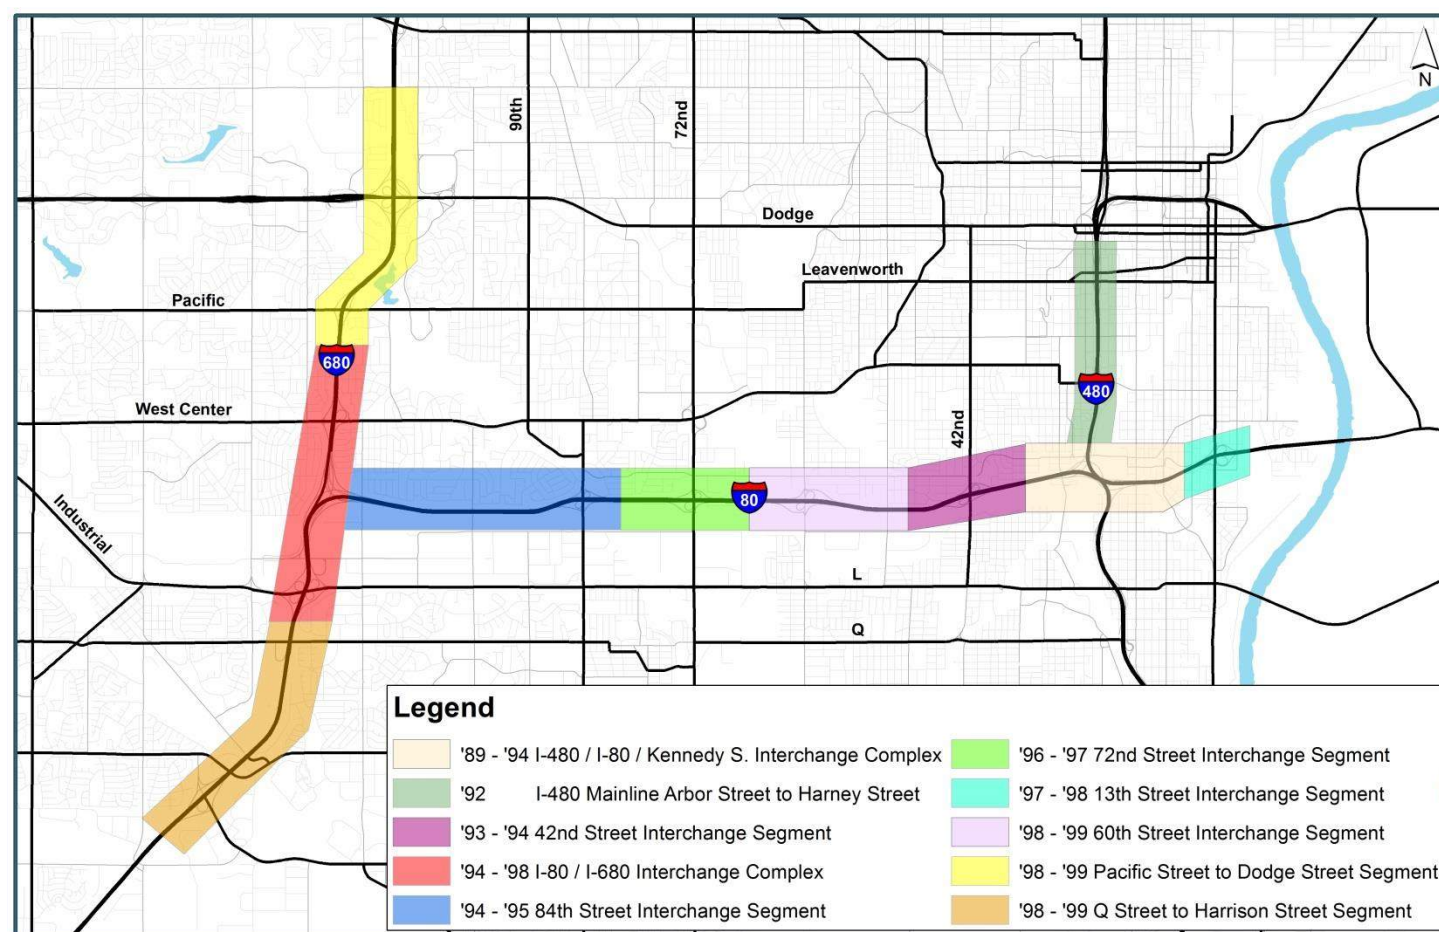 N
90th
72nd
Dodge
Leavenworth
Pacific
680
480
West Center
42nd
80
Industrial
L
Q
Legend
'89 - '94 I-480 / I-80 / Kennedy S. Interchange Complex
'92 I-480 Mainline Arbor Street to Harney Street
'93 - '94 42nd Street Interchange Segment
'94 - '98 I-80 / I-680 Interchange Complex
'94 - '95 84th Street Interchange Segment
'96 - '97 72nd Street Interchange Segment
'97 - '98 13th Street Interchange Segment
'98 - '99 60th Street Interchange Segment
'98 - '99 Pacific Street to Dodge Street Segment
'98 - '99 Q Street to Harrison Street Segment